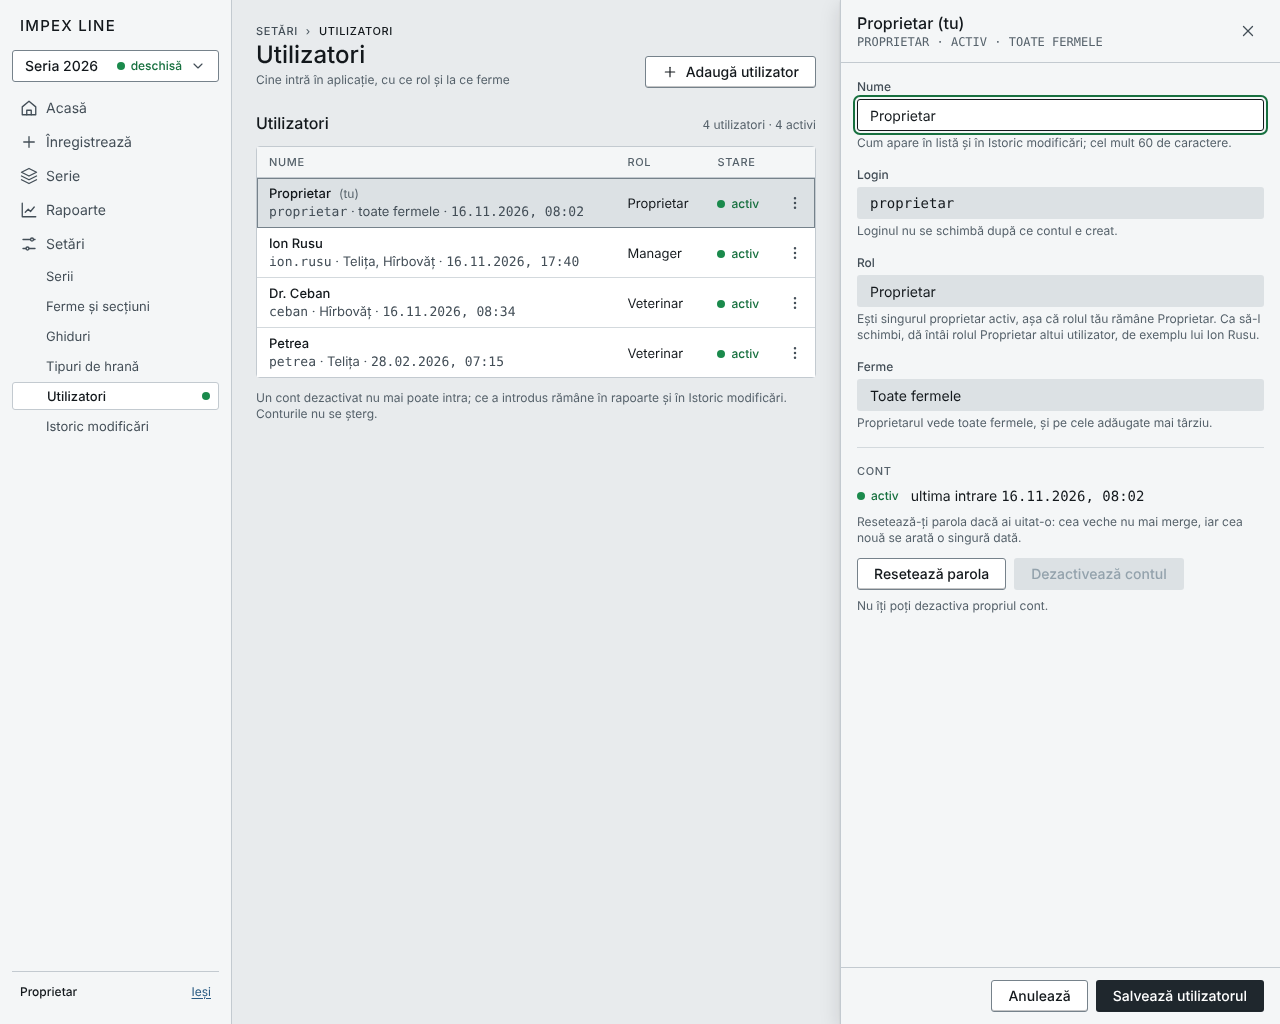 IMPEX LINE
Seria 2026 deschisă
Acasă
Înregistrează
Serie
Rapoarte
Setări
Serii
Ferme și secțiuni
Ghiduri
Tipuri de hrană
Utilizatori
Istoric modificări
Proprietar Ieși
SETĂRI › UTILIZATORI
Utilizatori
Cine intră în aplicație, cu ce rol și la ce ferme
+ Adaugă utilizator
Utilizatori 4 utilizatori · 4 activi
NUME ROL STARE
Proprietar (tu)
proprietar · toate fermele · 16.11.2026, 08:02 Proprietar activ
Ion Rusu
ion.rusu · Telița, Hîrbovăț · 16.11.2026, 17:40 Manager activ
Dr. Ceban
ceban · Hîrbovăț · 16.11.2026, 08:34 Veterinar activ
Petrea
petrea · Telița · 28.02.2026, 07:15 Veterinar activ
Un cont dezactivat nu mai poate intra; ce a introdus rămâne în rapoarte și în Istoric modificări.
Conturile nu se șterg.
Proprietar (tu)
PROPRIETAR · ACTIV · TOATE FERMELE
Nume
Proprietar
Cum apare în listă și în Istoric modificări; cel mult 60 de caractere.
Login
proprietar
Loginul nu se schimbă după ce contul e creat.
Rol
Proprietar
Ești singurul proprietar activ, așa că rolul tău rămâne Proprietar. Ca să-l
schimbi, dă întâi rolul Proprietar altui utilizator, de exemplu lui Ion Rusu.
Ferme
Toate fermele
Proprietarul vede toate fermele, și pe cele adăugate mai târziu.
CONT
activ ultima intrare 16.11.2026, 08:02
Resetează-ți parola dacă ai uitat-o: cea veche nu mai merge, iar cea
nouă se arată o singură dată.
Resetează parola Dezactivează contul
Nu îți poți dezactiva propriul cont.
Anulează Salvează utilizatorul